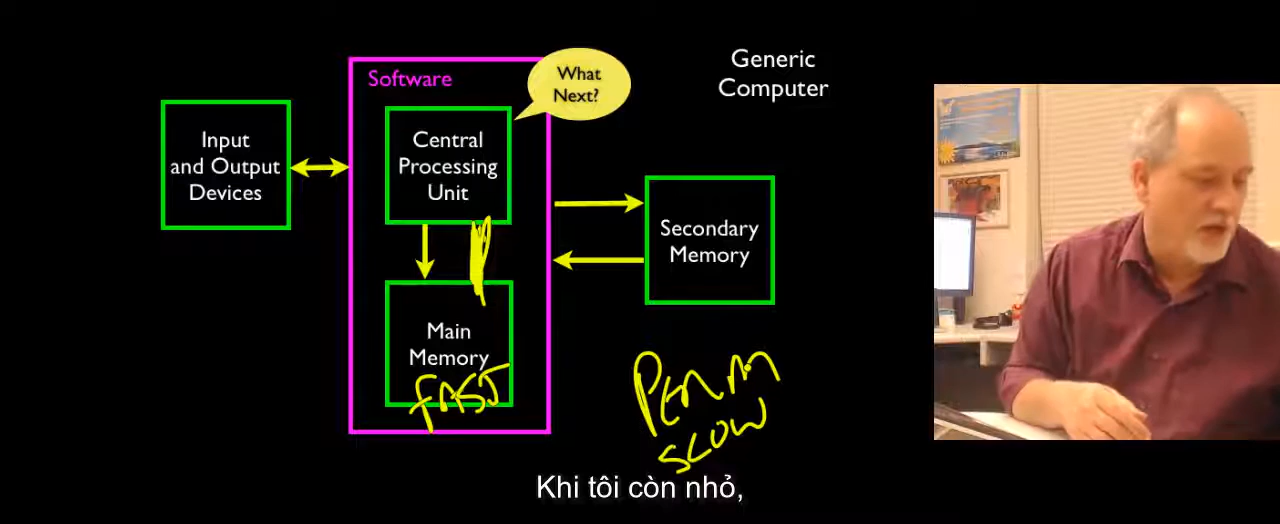 Generic
Computer
Software
What
Next?
Input
and Output
Devices
Central
Processing
Unit
Secondary
Memory
Main
Memory
FAST
PERM
SLOW
Khi tôi còn nhỏ,